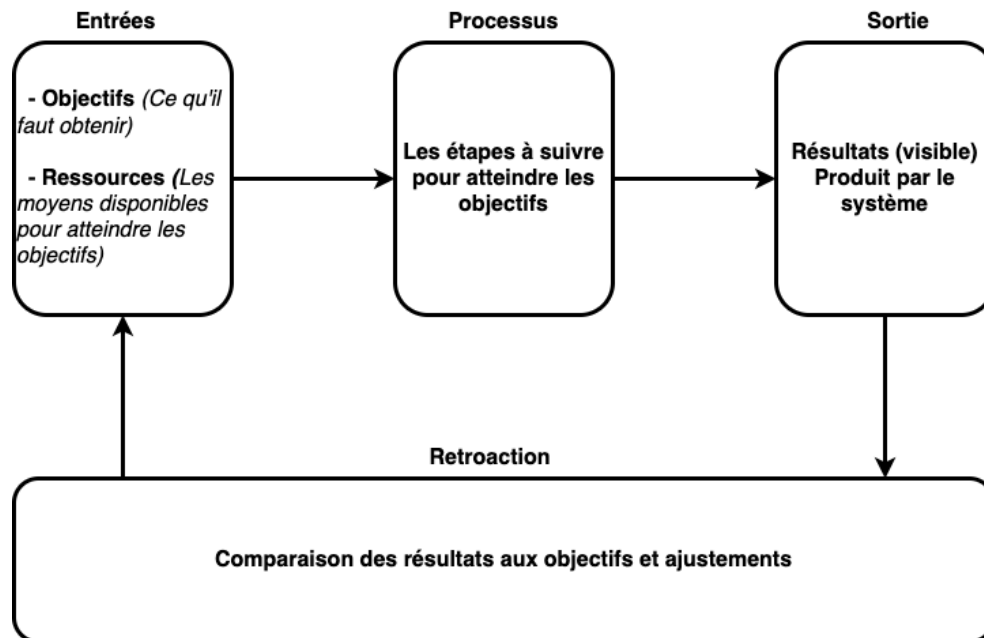 Entrées
Processus
Sortie
- Objectifs (Ce qu'il
faut obtenir)
- Ressources (Les
moyens disponibles
pour atteindre les
objectifs)
Les étapes à suivre
pour atteindre les
objectifs
Résultats (visible)
Produit par le
système
Retroaction
Comparaison des résultats aux objectifs et ajustements